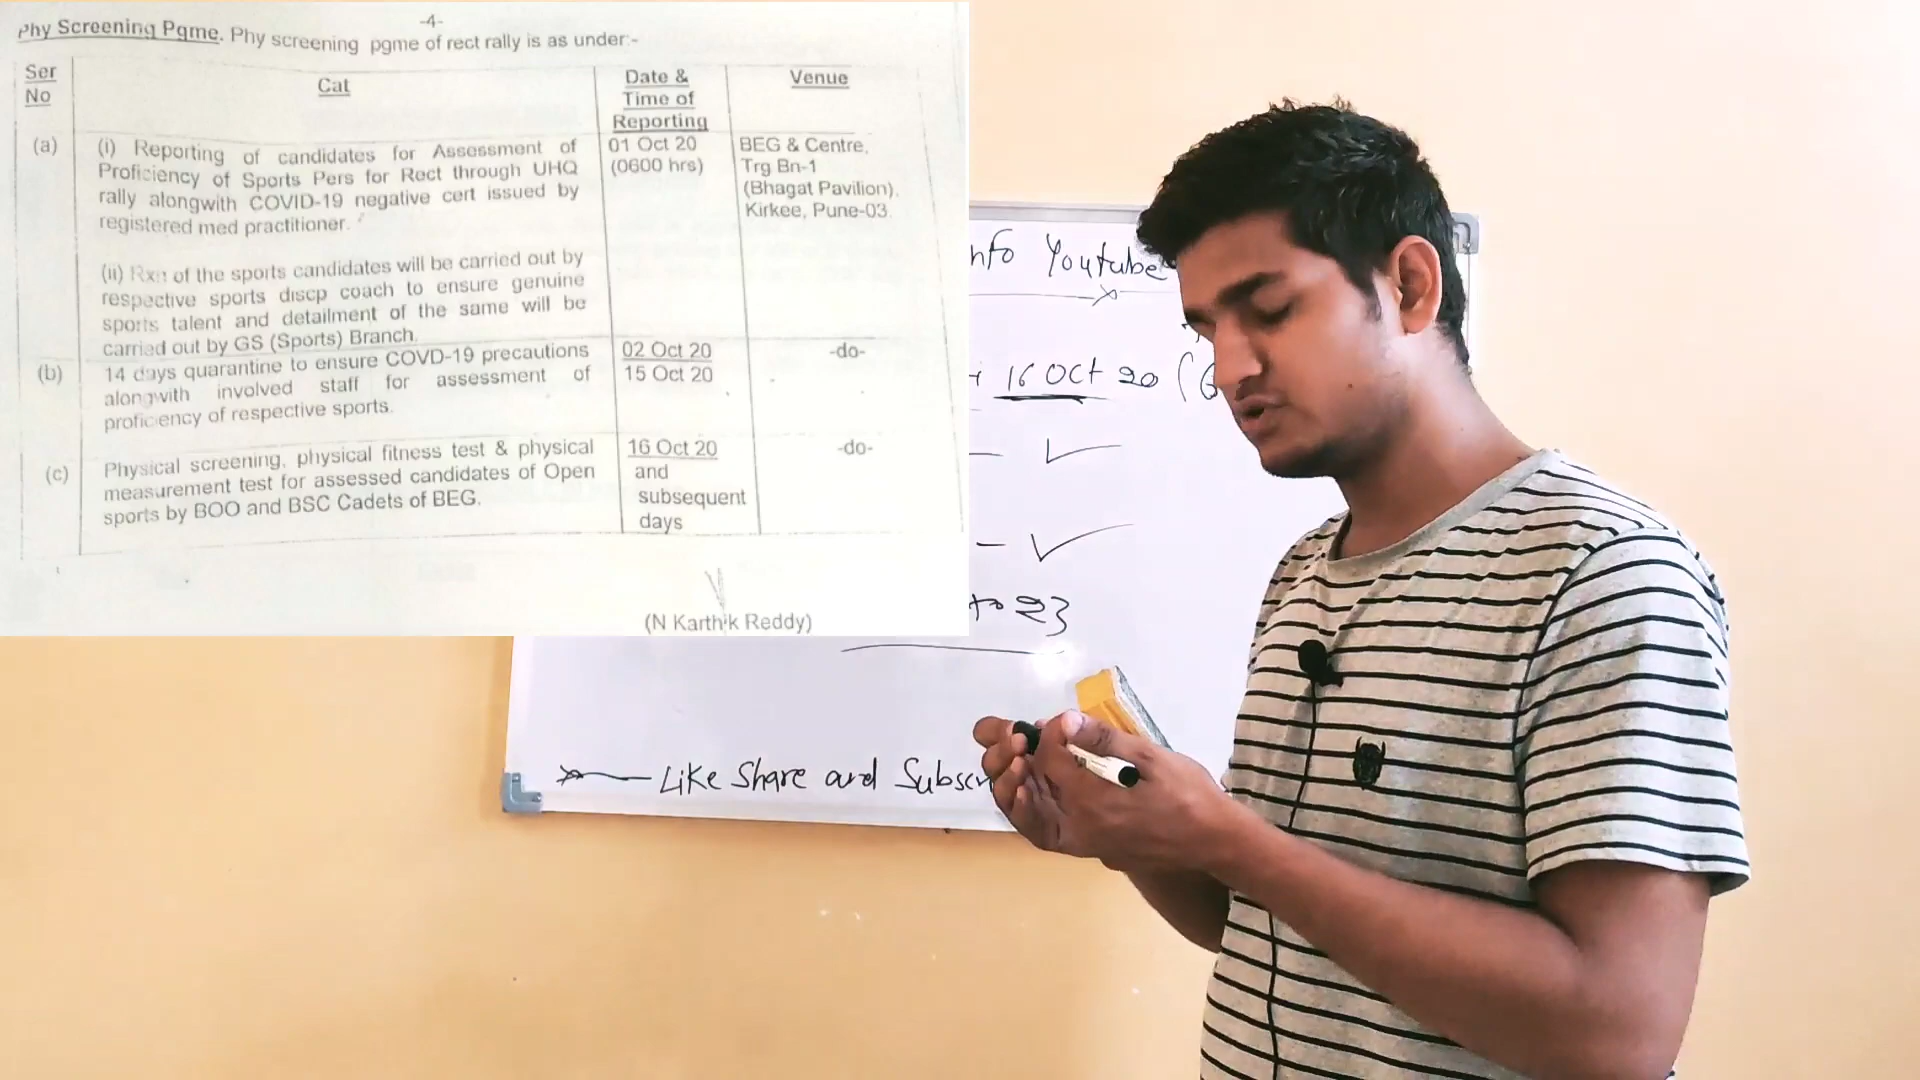 -4-
Phy Screening Pgme. Phy screening pgme of rect rally is as under:-
Ser No
Cat
Date & Time of Reporting
Venue
(a)
(i) Reporting of candidates for Assessment of
Proficiency of Sports Pers for Rect through UHQ
rally alongwith COVID-19 negative cert issued by
registered med practitioner.
01 Oct 20
(0600 hrs)
BEG & Centre,
Trg Bn-1
(Bhagat Pavilion),
Kirkee, Pune-03.
(ii) Rxn of the sports candidates will be carried out by
respective sports discp coach to ensure genuine
sports talent and detailment of the same will be
carried out by GS (Sports) Branch.
(b)
14 days quarantine to ensure COVD-19 precautions
alongwith involved staff for assessment of
proficiency of respective sports.
02 Oct 20
15 Oct 20
-do-
(c)
Physical screening, physical fitness test & physical
measurement test for assessed candidates of Open
sports by BOO and BSC Cadets of BEG.
16 Oct 20
and
subsequent
days
-do-
(N Karthik Reddy)
Youtube
16 Oct 20
to 23
Like Share and